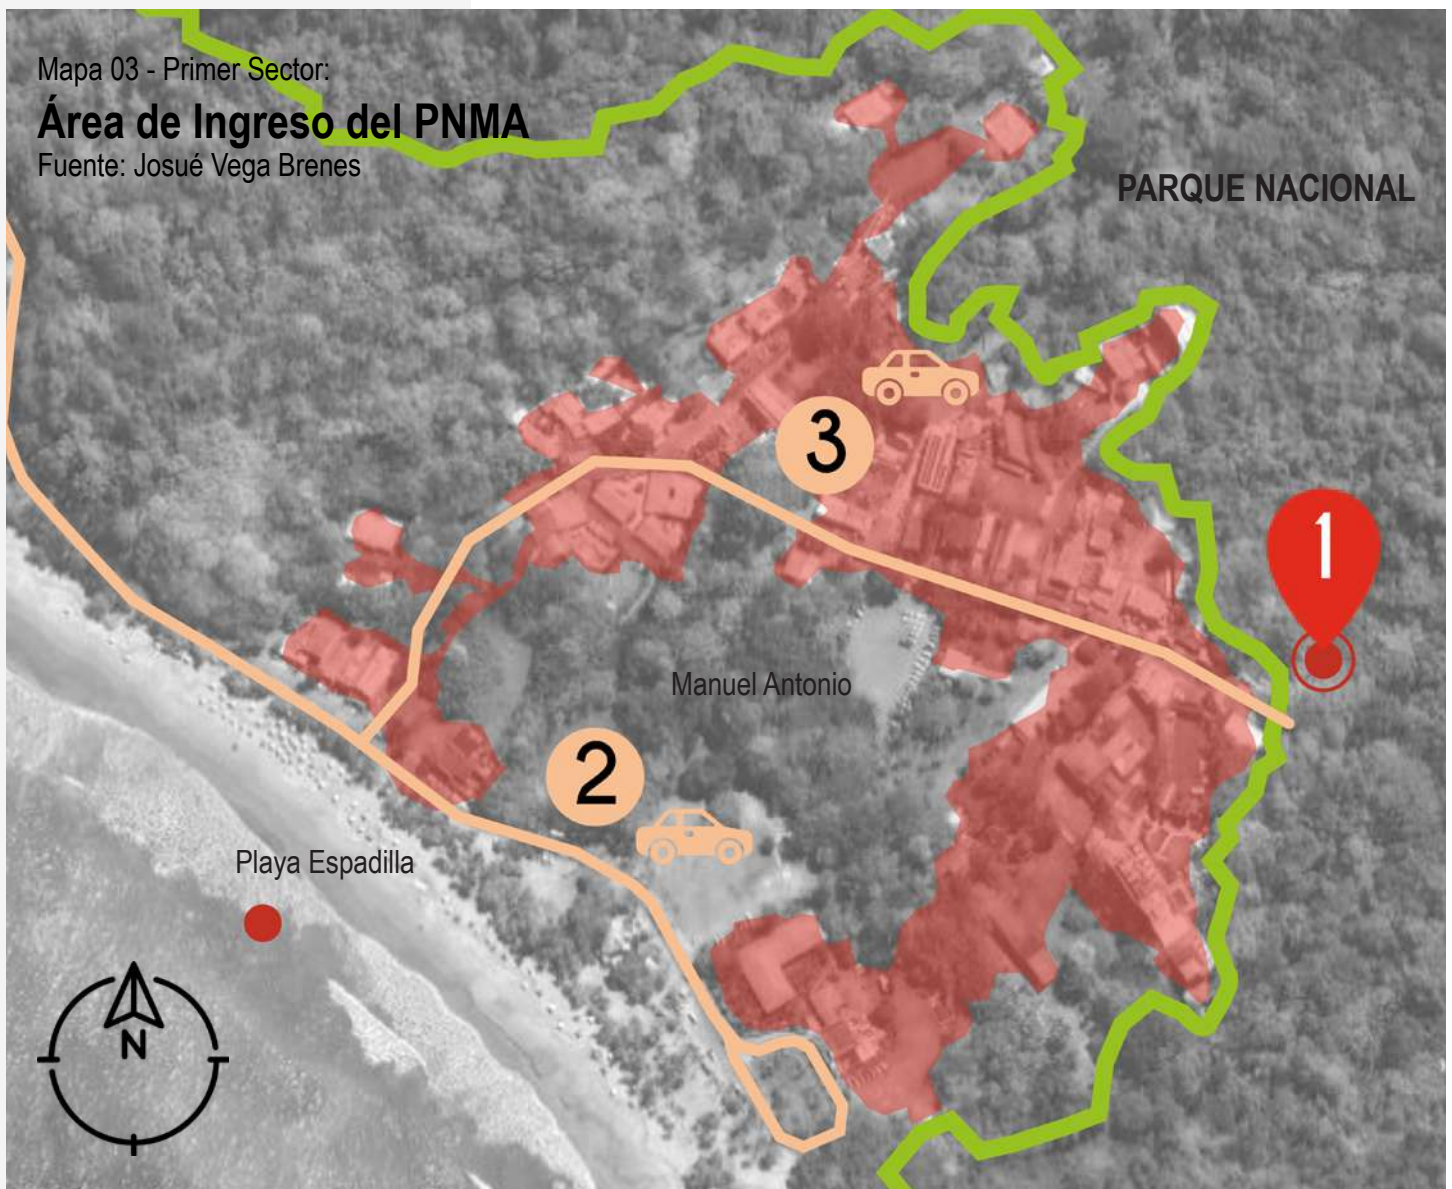 Mapa 03 - Primer Sector:
Área de Ingreso del PNMA
Fuente: Josué Vega Brenes
PARQUE NACIONAL
3
1
Manuel Antonio
2
Playa Espadilla
N